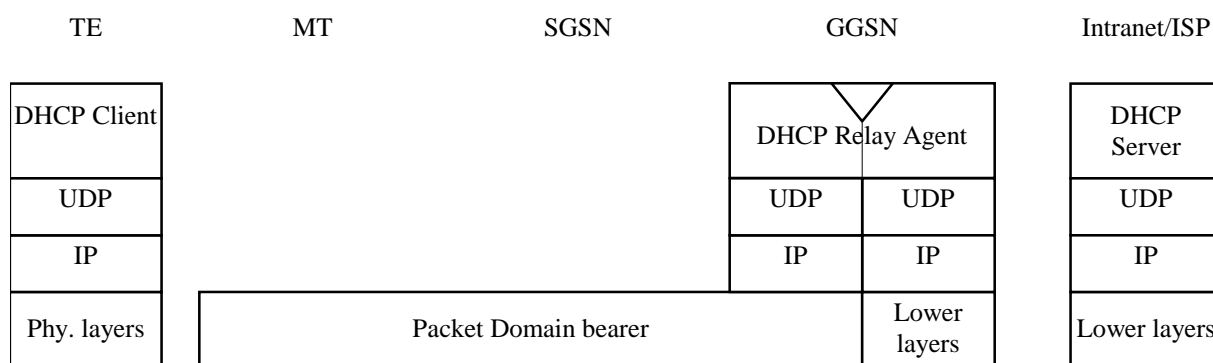 TE MT SGSN GGSN Intranet/ISP
DHCP Client
DHCP Relay Agent
DHCP
Server
UDP UDP UDP UDP
IP IP IP IP
Phy. layers Packet Domain bearer Lower
layers Lower layers